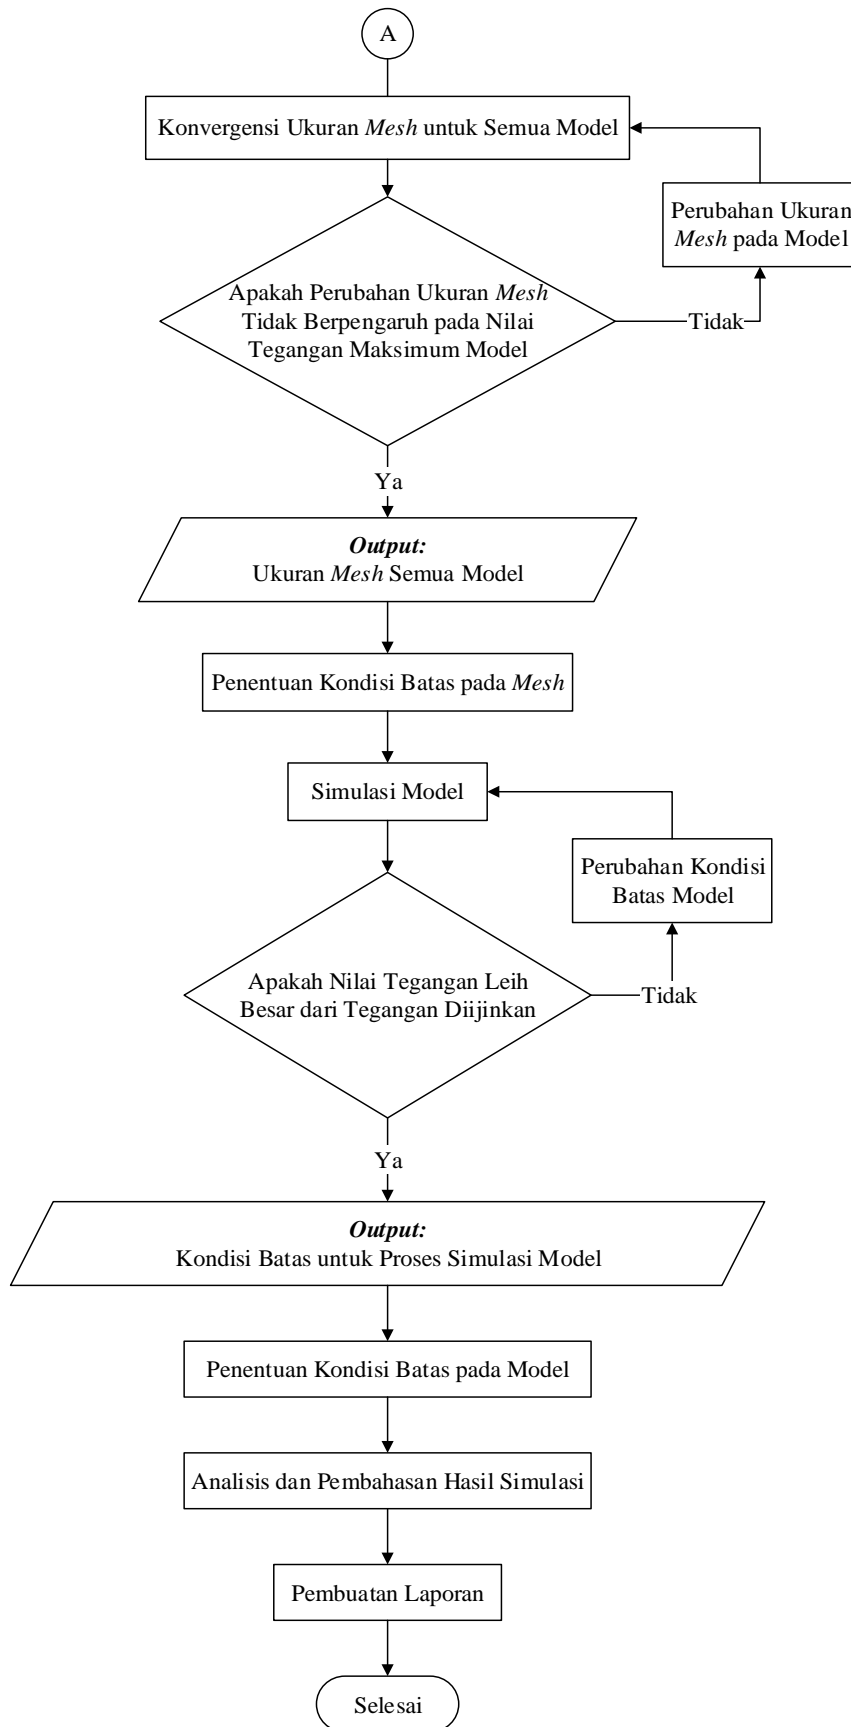 A
Konvergensi Ukuran Mesh untuk Semua Model
Perubahan Ukuran
Mesh pada Model
Apakah Perubahan Ukuran Mesh
Tidak Berpengaruh pada Nilai
Tegangan Maksimum Model
Tidak
Ya
Output:
Ukuran Mesh Semua Model
Penentuan Kondisi Batas pada Mesh
Simulasi Model
Perubahan Kondisi
Batas Model
Apakah Nilai Tegangan Leih
Besar dari Tegangan Diijinkan
Tidak
Ya
Output:
Kondisi Batas untuk Proses Simulasi Model
Penentuan Kondisi Batas pada Model
Analisis dan Pembahasan Hasil Simulasi
Pembuatan Laporan
Selesai